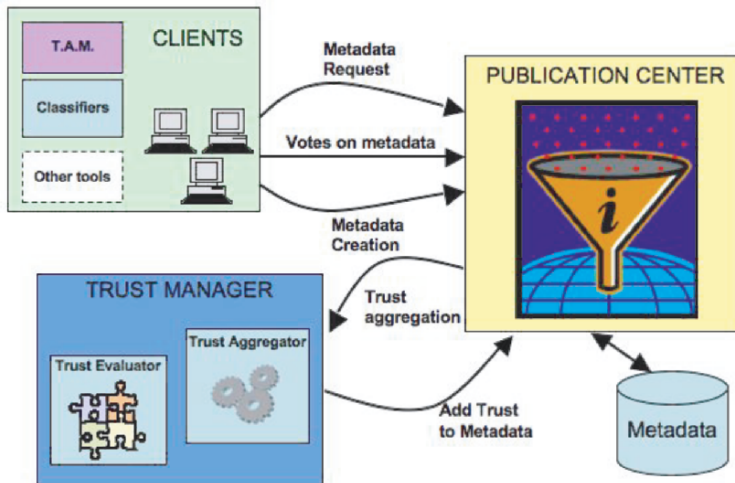 CLIENTS
T.A.M.
Classifiers
Other tools
Metadata
Request
Votes on metadata
Metadata
Creation
PUBLICATION CENTER
i
TRUST MANAGER
Trust Evaluator
Trust Aggregator
Trust
aggregation
Add Trust
to Metadata
Metadata